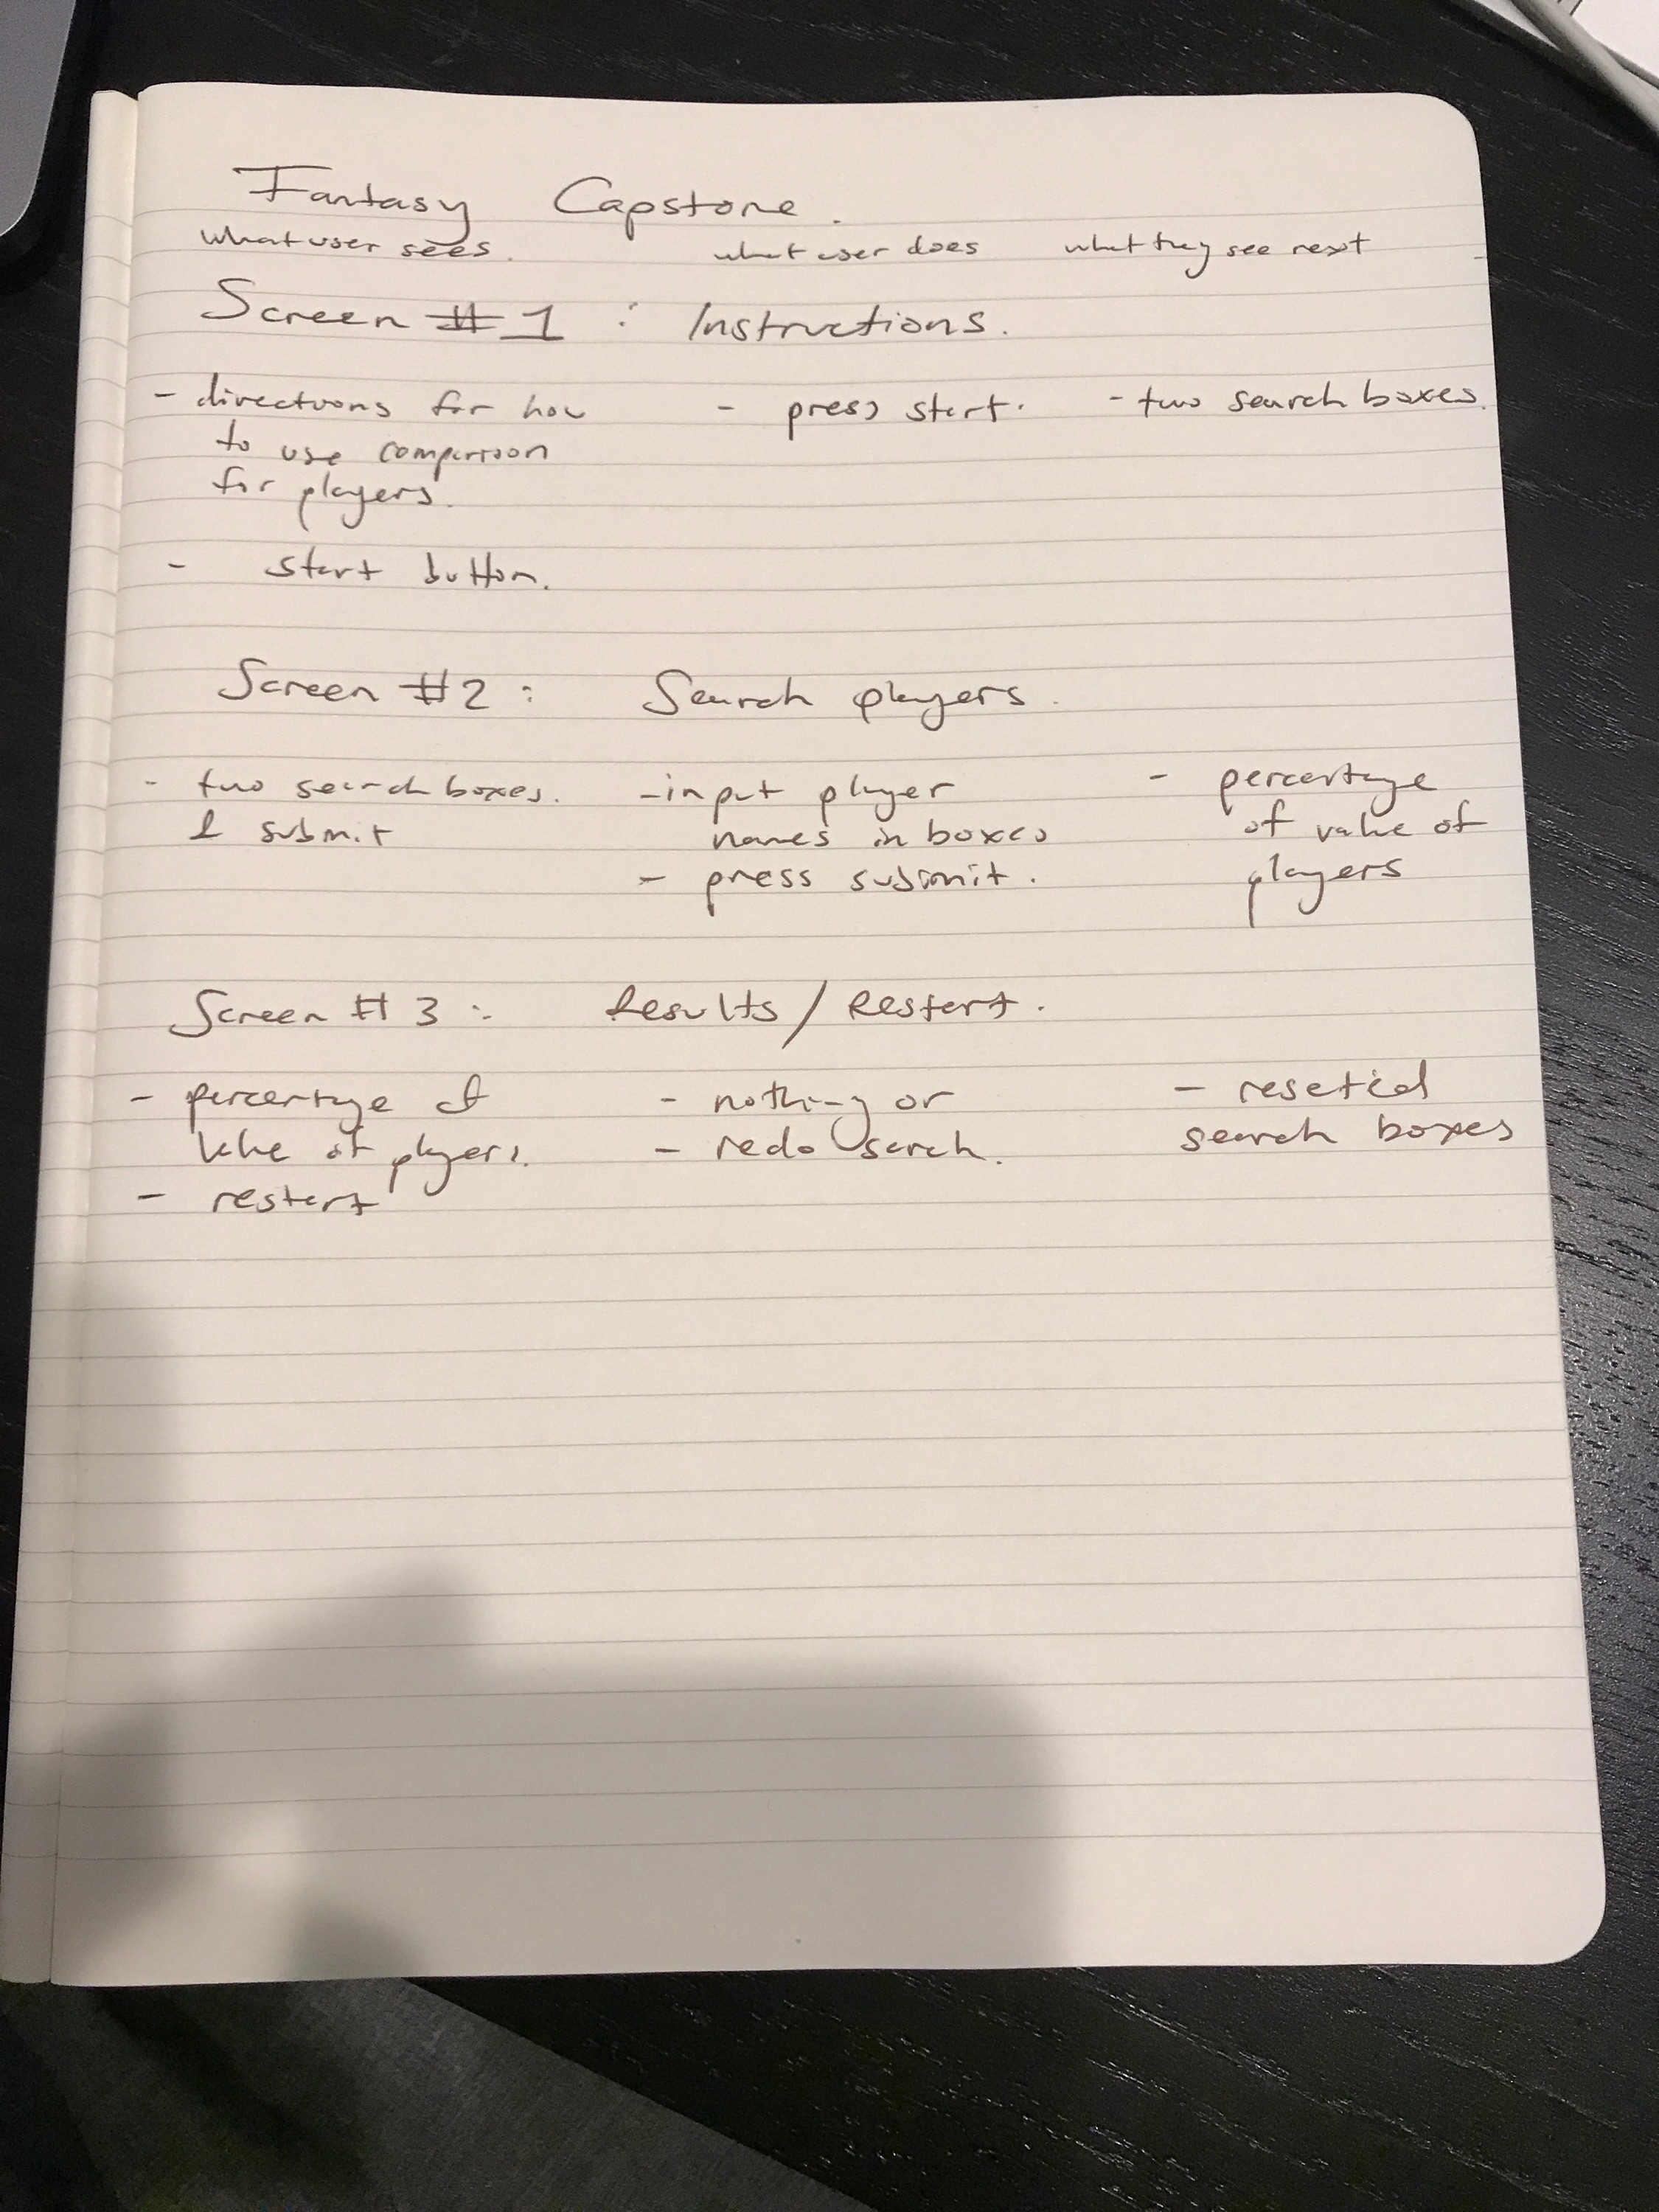 Fantasy Capstone.
what user sees. what user does what they see next
Screen #1 : Instructions.
- directions for how - press start. - two search boxes.
to use comparison
for players.
- start button.
Screen #2 : Search players.
- two search boxes. - input player - percentage
& submit names in boxes of value of
- press submit. players
Screen #3 : Results / Restart.
- percentage of - nothing or - reseted
value of players. - redo serch. search boxes
- restart